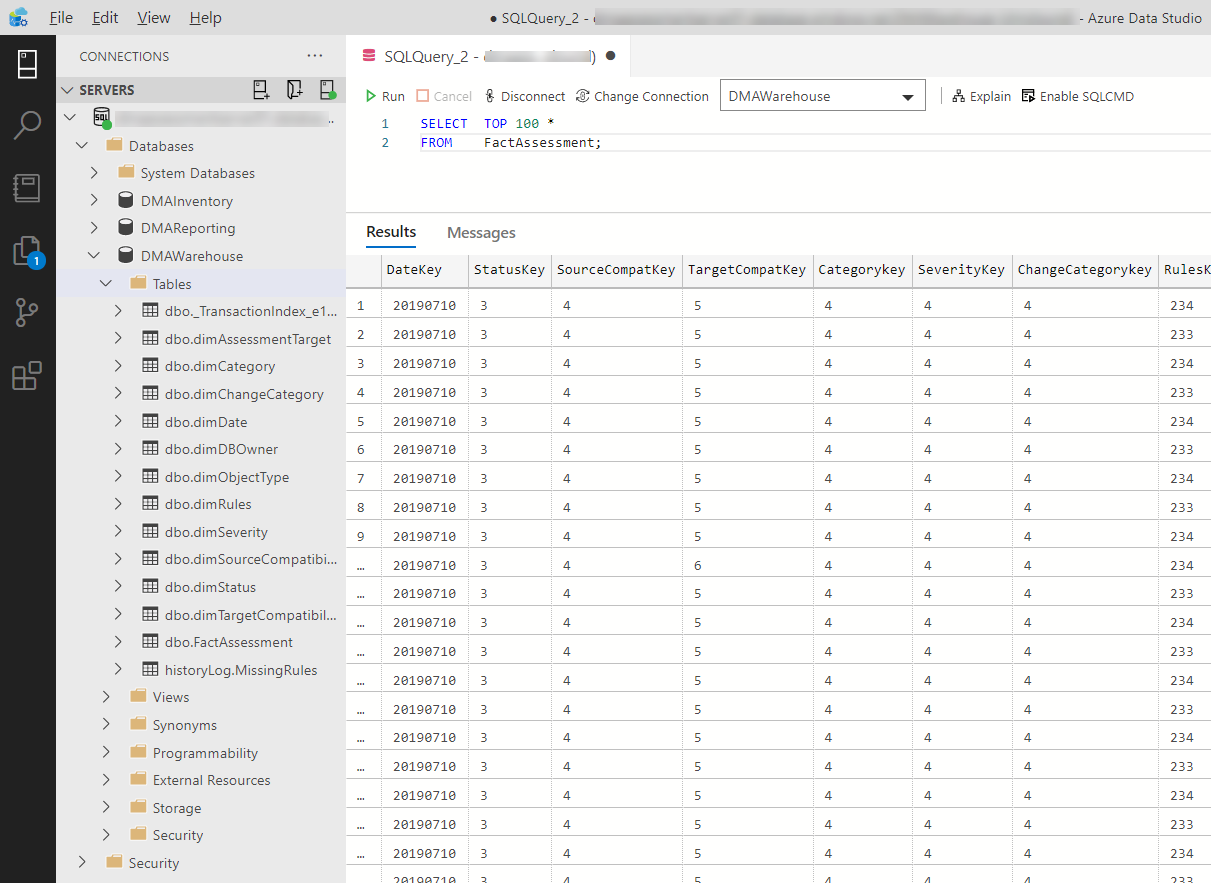 File Edit View Help
● SQLQuery_2 - - Azure Data Studio
CONNECTIONS
SERVERS
Databases
System Databases
DMAInventory
DMAReporting
DMAWarehouse
Tables
dbo._TransactionIndex_e1...
dbo.dimAssessmentTarget
dbo.dimCategory
dbo.dimChangeCategory
dbo.dimDate
dbo.dimDBOwner
dbo.dimObjectType
dbo.dimRules
dbo.dimSeverity
dbo.dimSourceCompatibi...
dbo.dimStatus
dbo.dimTargetCompatibil...
dbo.FactAssessment
historyLog.MissingRules
Views
Synonyms
Programmability
External Resources
Storage
Security
Security
1
SQLQuery_2 - ) ●
Run Cancel Disconnect Change Connection DMAWarehouse Explain Enable SQLCMD
1 SELECT TOP 100 *
2 FROM FactAssessment;
Results Messages
DateKey StatusKey SourceCompatKey TargetCompatKey Categorykey SeverityKey ChangeCategorykey RulesK
1 20190710 3 4 5 4 4 4 234
2 20190710 3 4 5 4 4 4 233
3 20190710 3 4 5 4 4 4 234
4 20190710 3 4 5 4 4 4 233
5 20190710 3 4 5 4 4 4 234
6 20190710 3 4 5 4 4 4 233
7 20190710 3 4 5 4 4 4 234
8 20190710 3 4 5 4 4 4 233
9 20190710 3 4 5 4 4 4 234
... 20190710 3 4 6 4 4 4 234
... 20190710 3 4 5 4 4 4 233
... 20190710 3 4 5 4 4 4 234
... 20190710 3 4 5 4 4 4 233
... 20190710 3 4 5 4 4 4 234
... 20190710 3 4 5 4 4 4 233
... 20190710 3 4 5 4 4 4 234
... 20190710 3 4 5 4 4 4 233
... 20190710 3 4 5 4 4 4 234
... 20190710 3 4 5 4 4 4 233
... 20190710 3 4 5 4 4 4 234
20190710 3 4 5 4 4 4 233